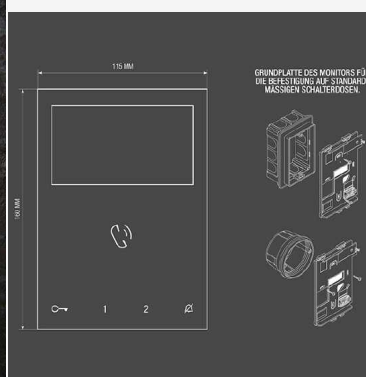 115 MM
GRUNDPLATTE DES MONITORS FÜ
DIE BEFESTIGUNG AUF STANDARD
MÄSSIGEN SCHALTERDOSEN.
160 MM
1
2